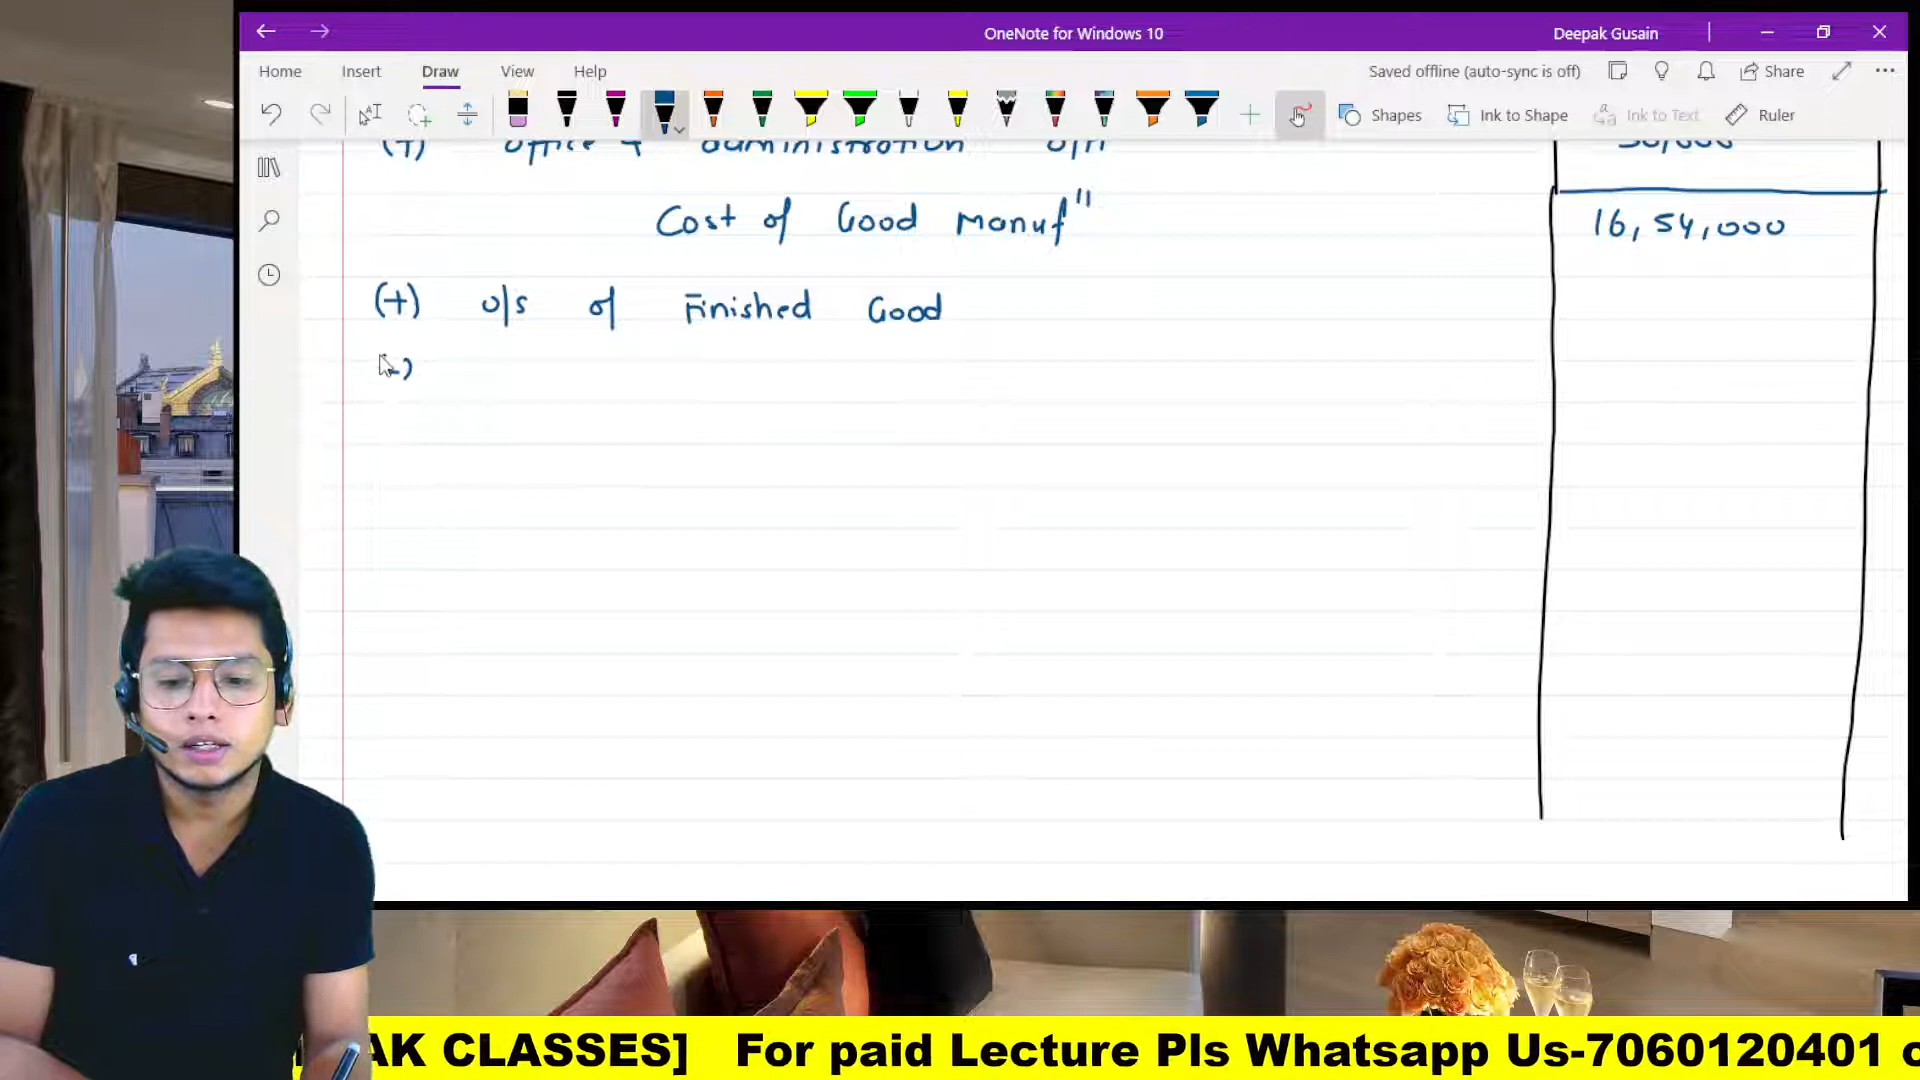 OneNote for Windows 10
Deepak Gusain
Home Insert Draw View Help
Saved offline (auto-sync is off) Share
Shapes Ink to Shape Ink to Text Ruler
(+) office & administration o/H
Cost of Good Manuf" 16,54,000
(+) o/s of Finished Good
AK CLASSES] For paid Lecture Pls Whatsapp Us-7060120401 o